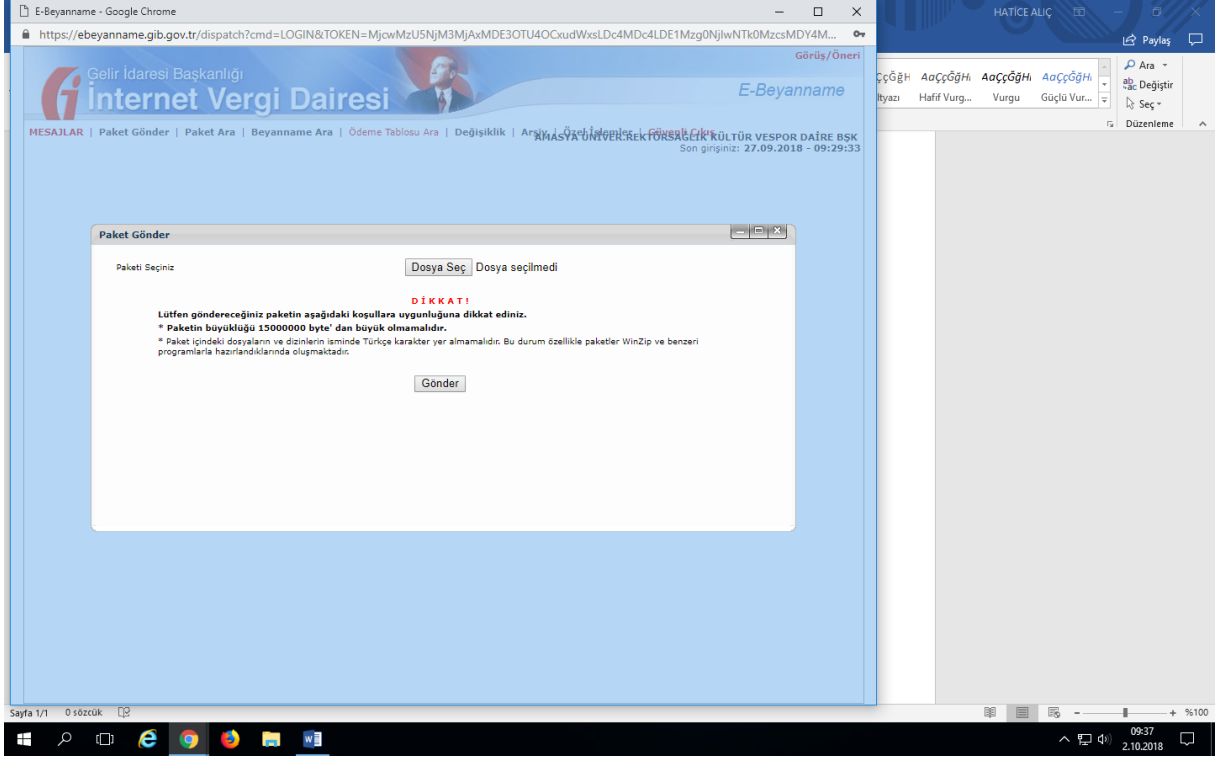 E-Beyanname - Google Chrome
https://ebeyanname.gib.gov.tr/dispatch?cmd=LOGIN&TOKEN=MjcwMzU5NjM3MjAxMDE3OTU4OCxudWxsLDc4MDc4LDE1Mzg0NjIwNTk0MzcsMDY4M...
Görüş/Öneri
Gelir İdaresi Başkanlığı
İnternet Vergi Dairesi
E-Beyanname
MESAJLAR | Paket Gönder | Paket Ara | Beyanname Ara | Ödeme Tablosu Ara | Değişiklik | Arşiv | Özel İşlemler | Güvenli Çıkış
AMASYA ÜNİVER.REKTÖRSAĞLIK KÜLTÜR VESPOR DAİRE BŞK
Son girişiniz: 27.09.2018 - 09:29:33
Paket Gönder
Paketi Seçiniz
Dosya Seç Dosya seçilmedi
DİKKAT!
Lütfen göndereceğiniz paketin aşağıdaki koşullara uygunluğuna dikkat ediniz.
* Paketin büyüklüğü 15000000 byte' dan büyük olmamalıdır.
* Paket içindeki dosyaların ve dizinlerin isminde Türkçe karakter yer almamalıdır. Bu durum özellikle paketler WinZip ve benzeri
programlarla hazırlandıklarında oluşmaktadır.
Gönder
HATİCE ALIÇ
Paylaş
ÇçĞğH AaÇçĞğHı AaÇçĞğHı AaÇçĞğHı
ltyazı Hafif Vurg... Vurgu Güçlü Vur...
Ara
Değiştir
Seç
Düzenleme
Sayfa 1/1 0 sözcük
%100
09:37
2.10.2018